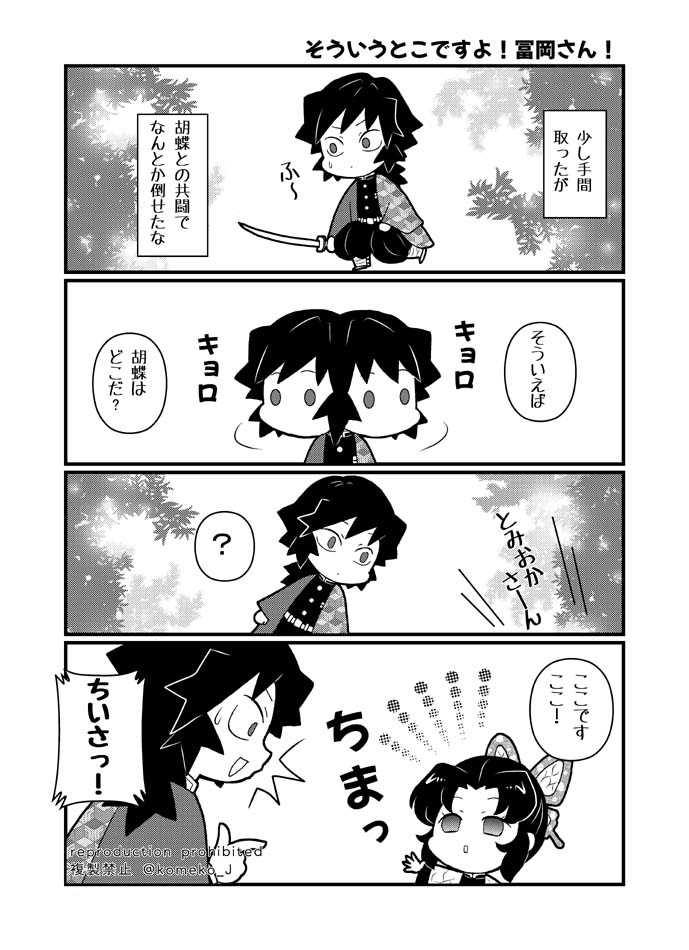 そういうとこですよ！冨岡さん！
少し手間
取ったが
ふ〜
胡蝶との共闘で
なんとか倒せたな
そういえば
キョロ
キョロ
胡蝶は
どこだ？
とみおか
さーん
？
ここです
ここ！
ちまっ
ちいさっ！
reproduction prohibited
複製禁止 @komeko_J